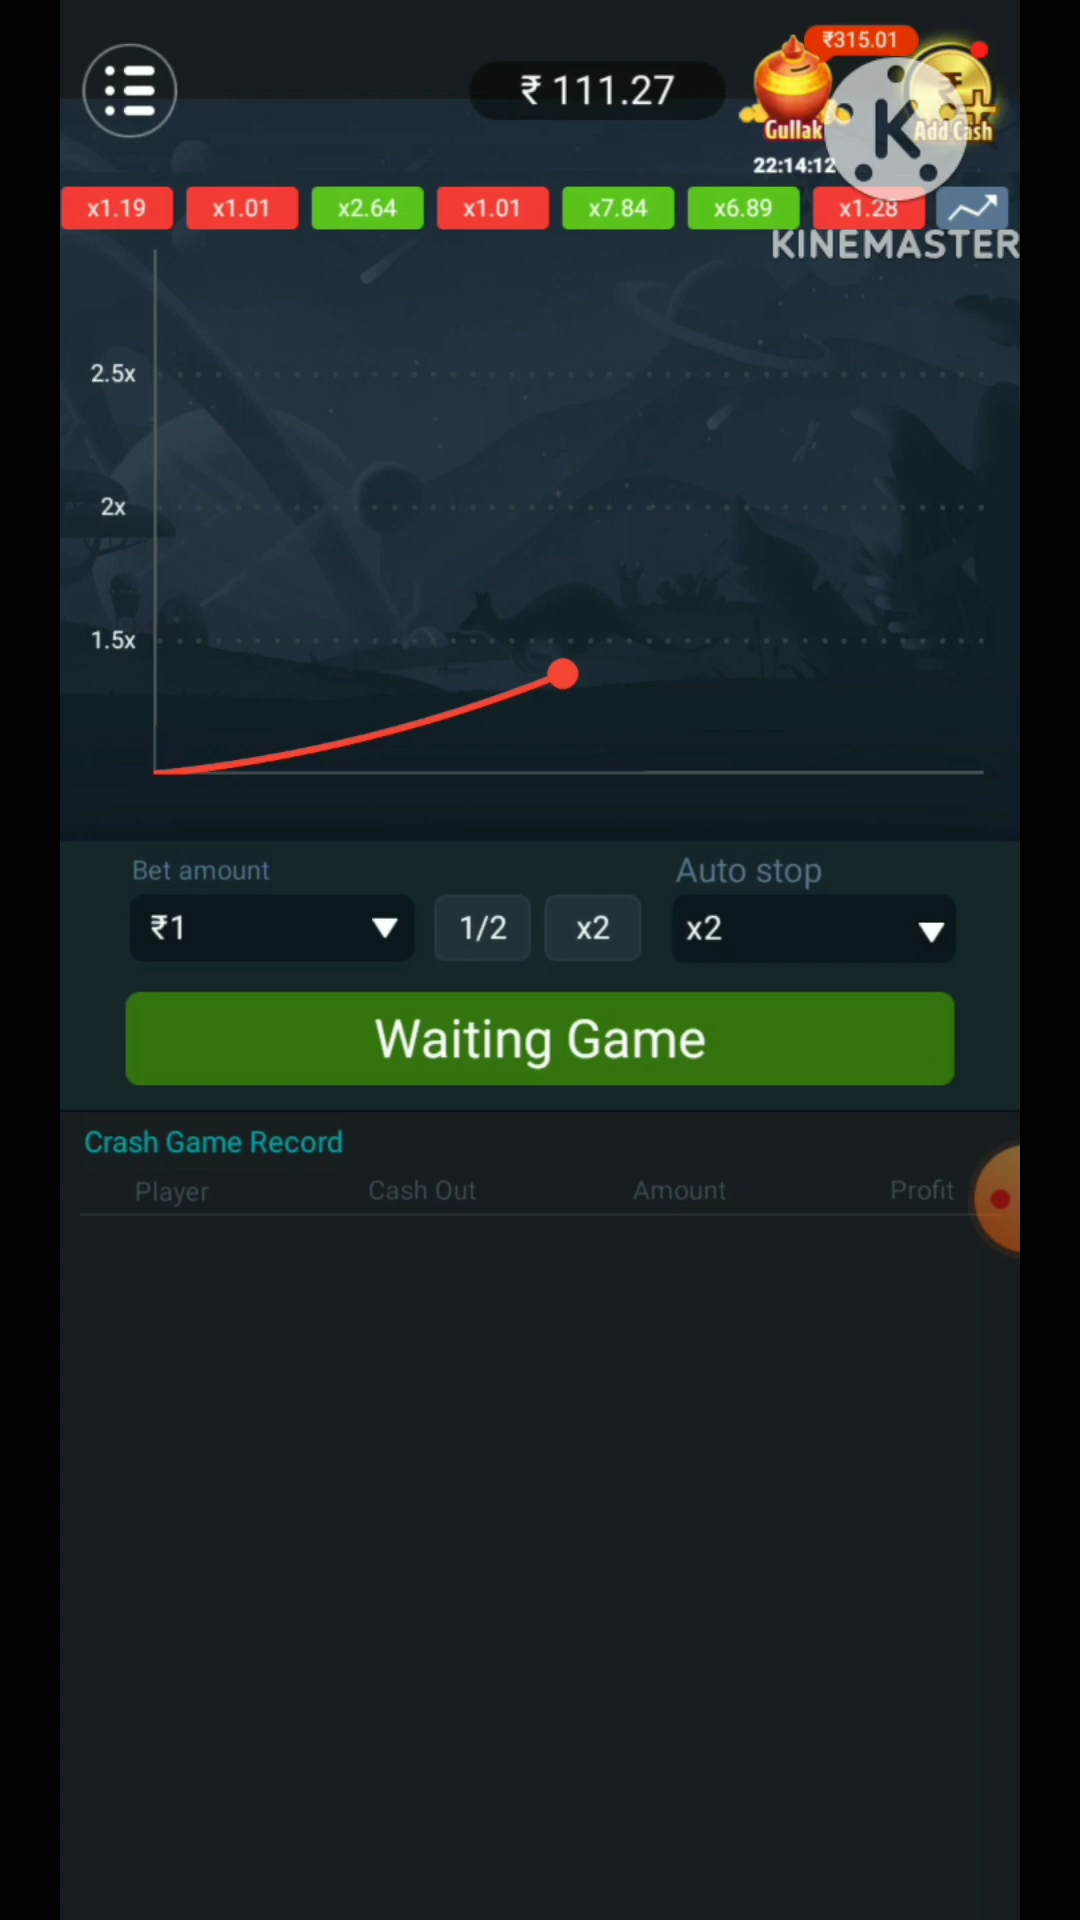 ₹315.01
₹ 111.27
Gullak
Add Cash
22:14:12
K
x1.19 x1.01 x2.64 x1.01 x7.84 x6.89 x1.28
KINEMASTER
2.5x
2x
1.5x
Bet amount Auto stop
₹1 1/2 x2 x2
Waiting Game
Crash Game Record
Player Cash Out Amount Profit